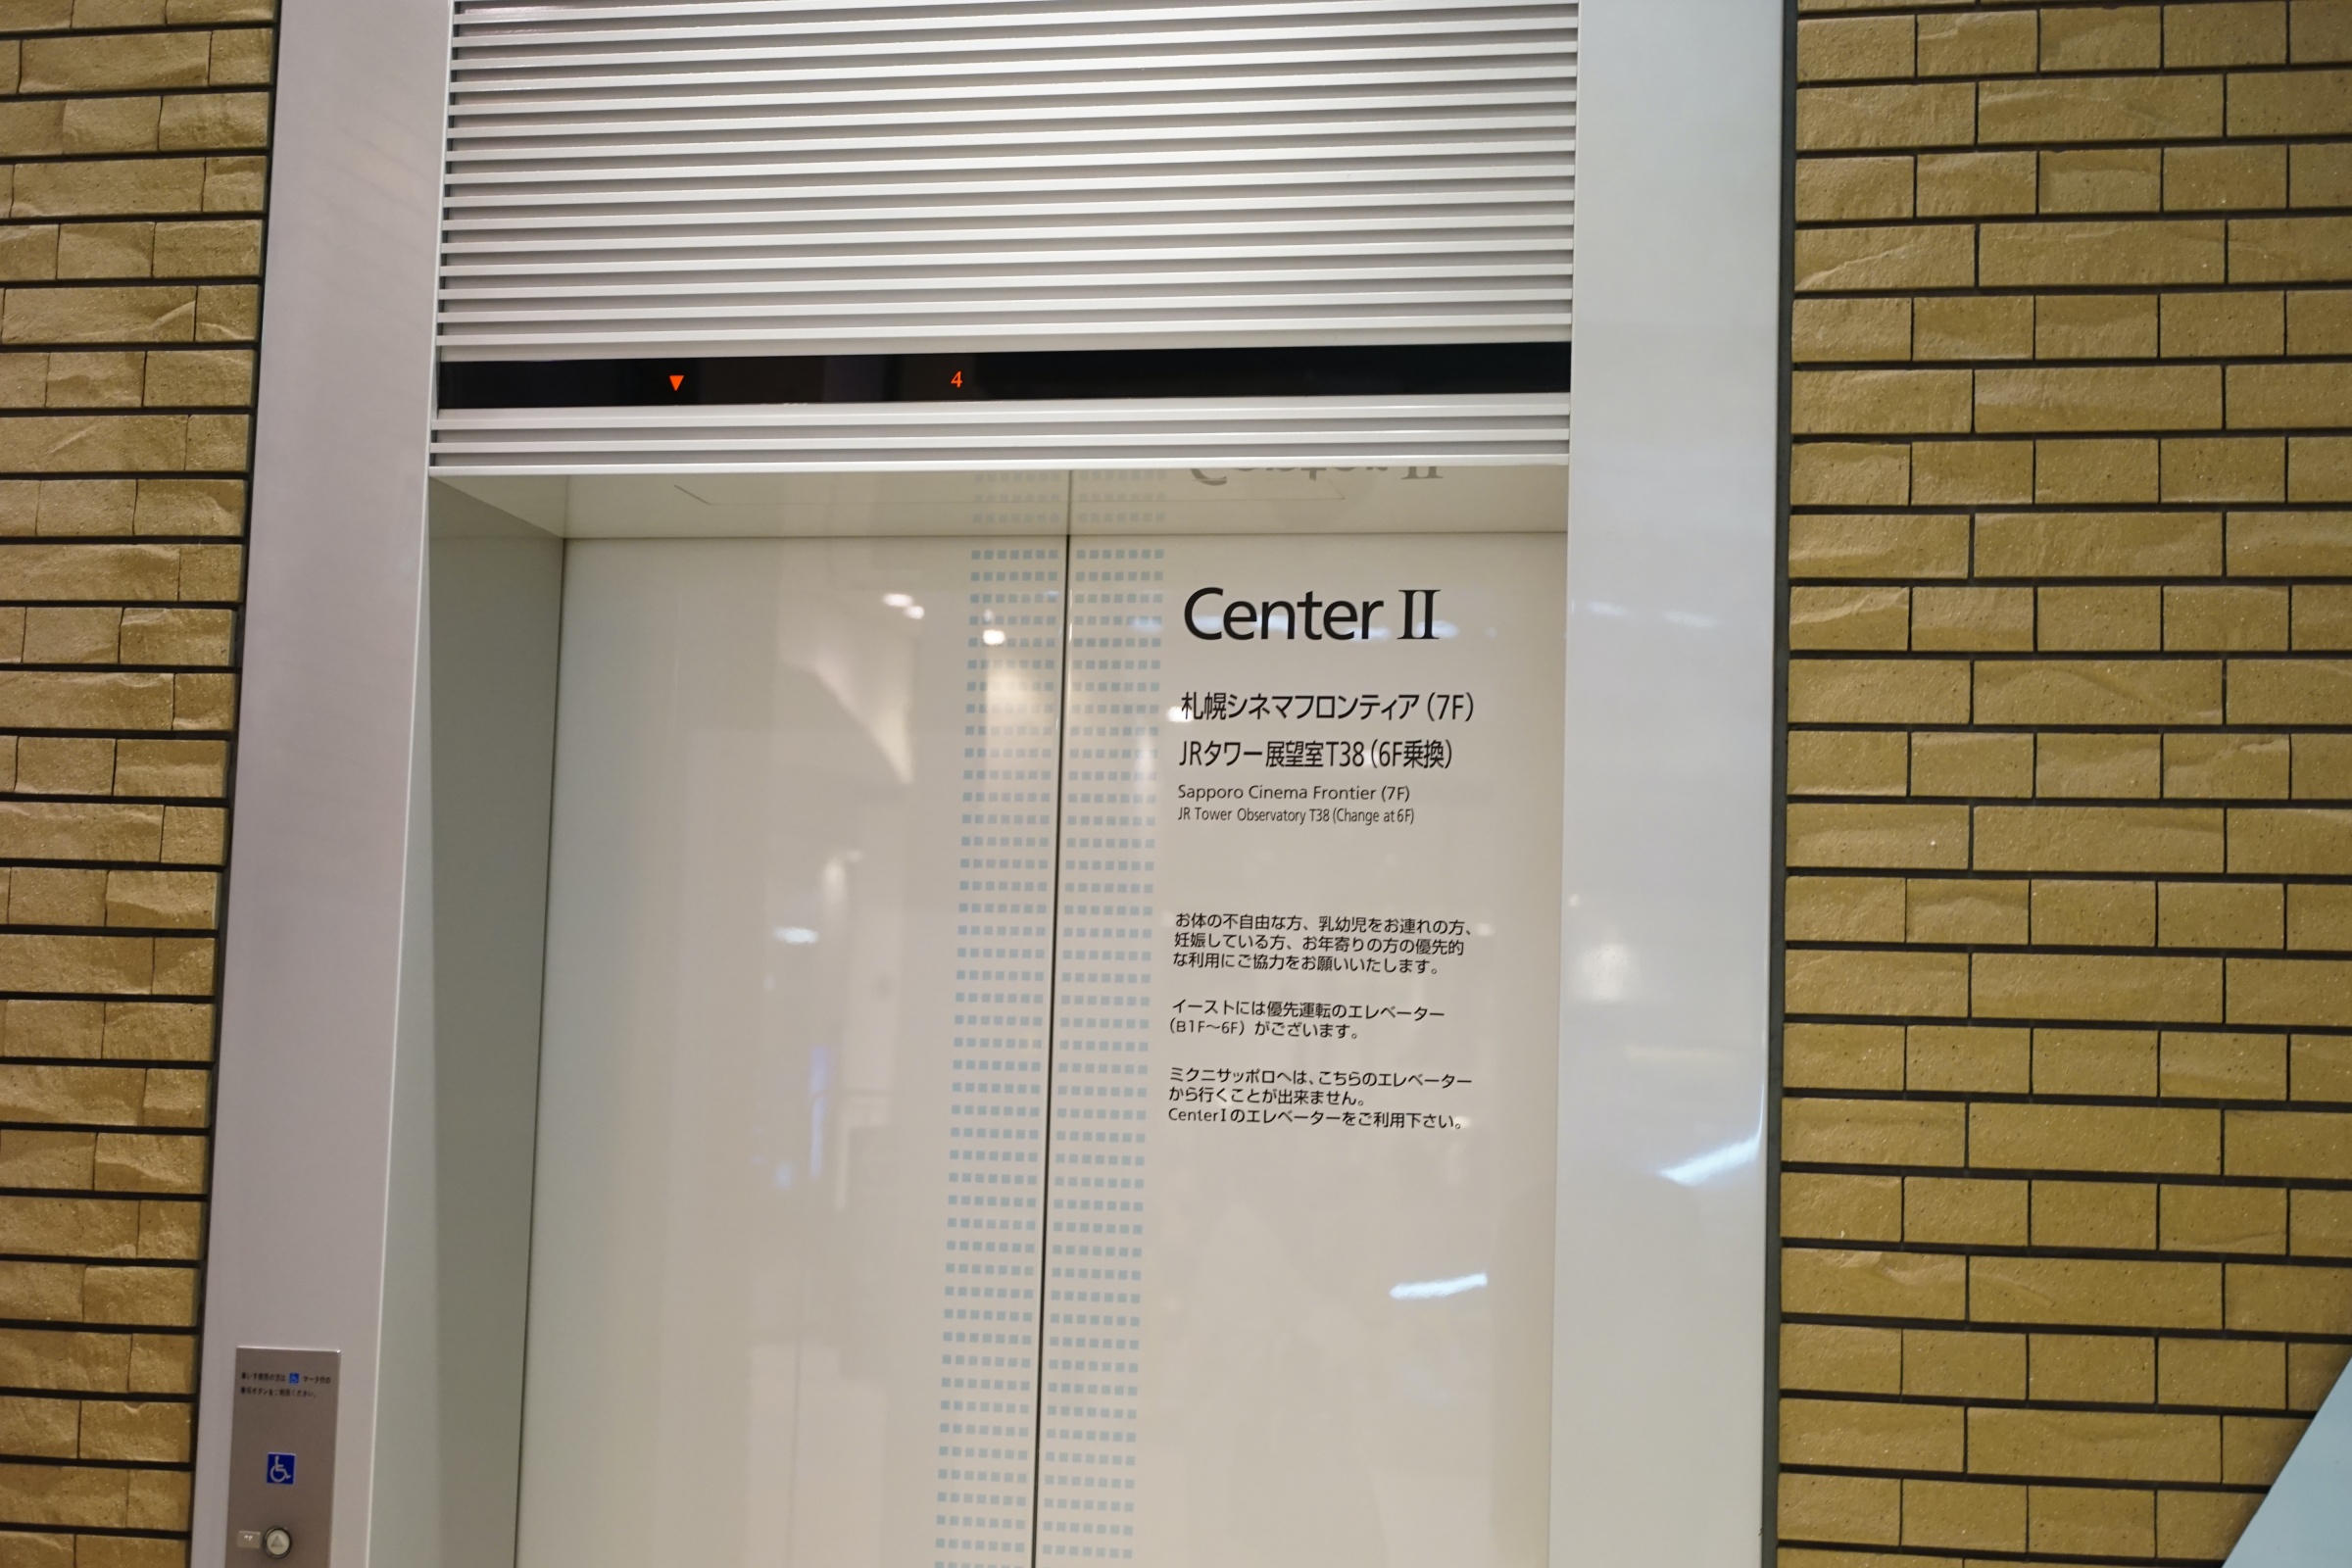 4
Center II
札幌シネマフロンティア(7F)
JRタワー展望室T38(6F乗換)
Sapporo Cinema Frontier (7F)
JR Tower Observatory T38 (Change at 6F)
お体の不自由な方、乳幼児をお連れの方、
妊娠している方、お年寄りの方の優先的
な利用にご協力をお願いいたします。
イーストには優先運転のエレベーター
(B1F〜6F)がございます。
ミクニサッポロへは、こちらのエレベーター
から行くことが出来ません。
CenterIのエレベーターをご利用下さい。